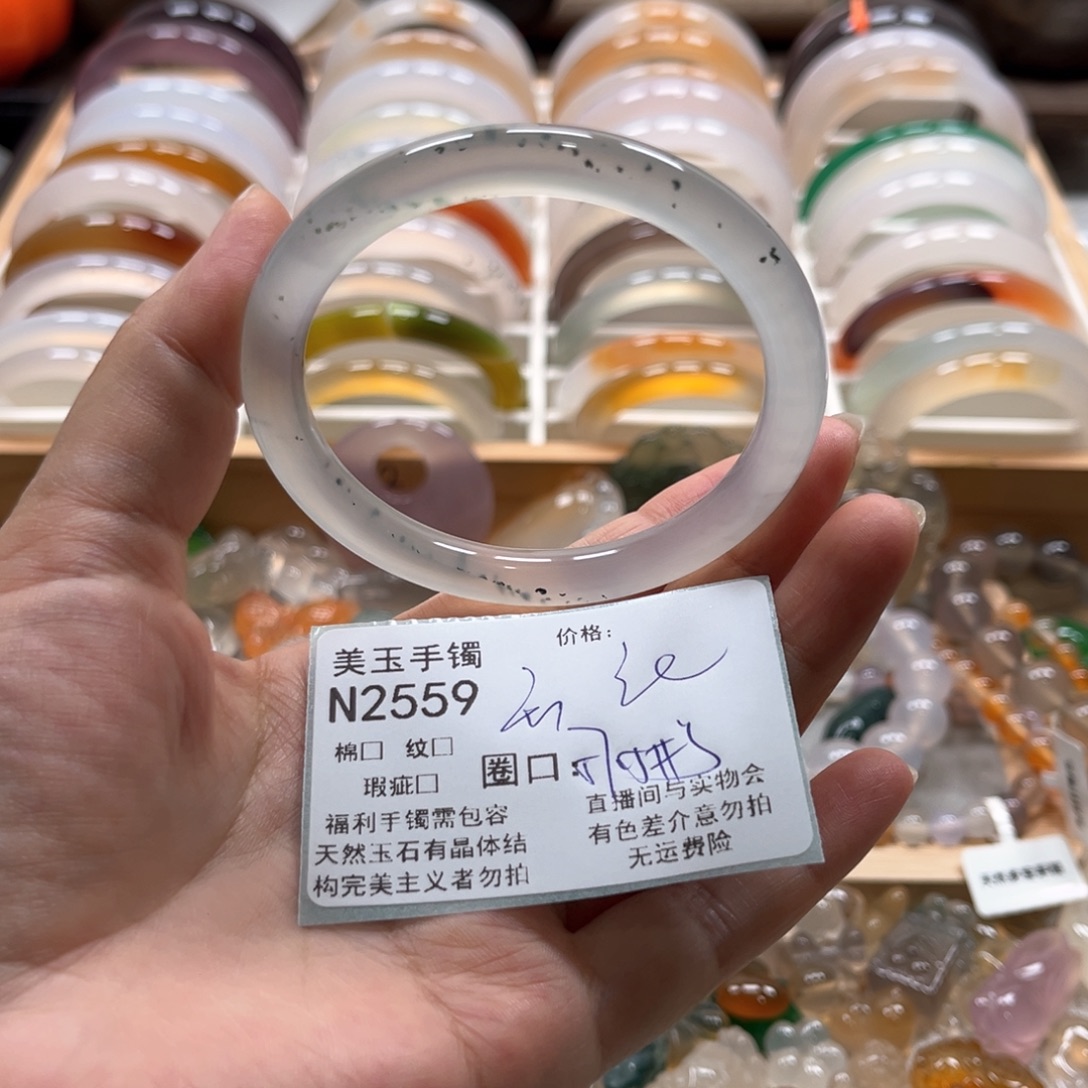 美玉手镯
价格:
N2559
棉□ 纹□
瑕疵□
圈口:
福利手镯需包容
天然玉石有晶体结
构完美主义者勿拍
直播间与实物会
有色差介意勿拍
无运费险